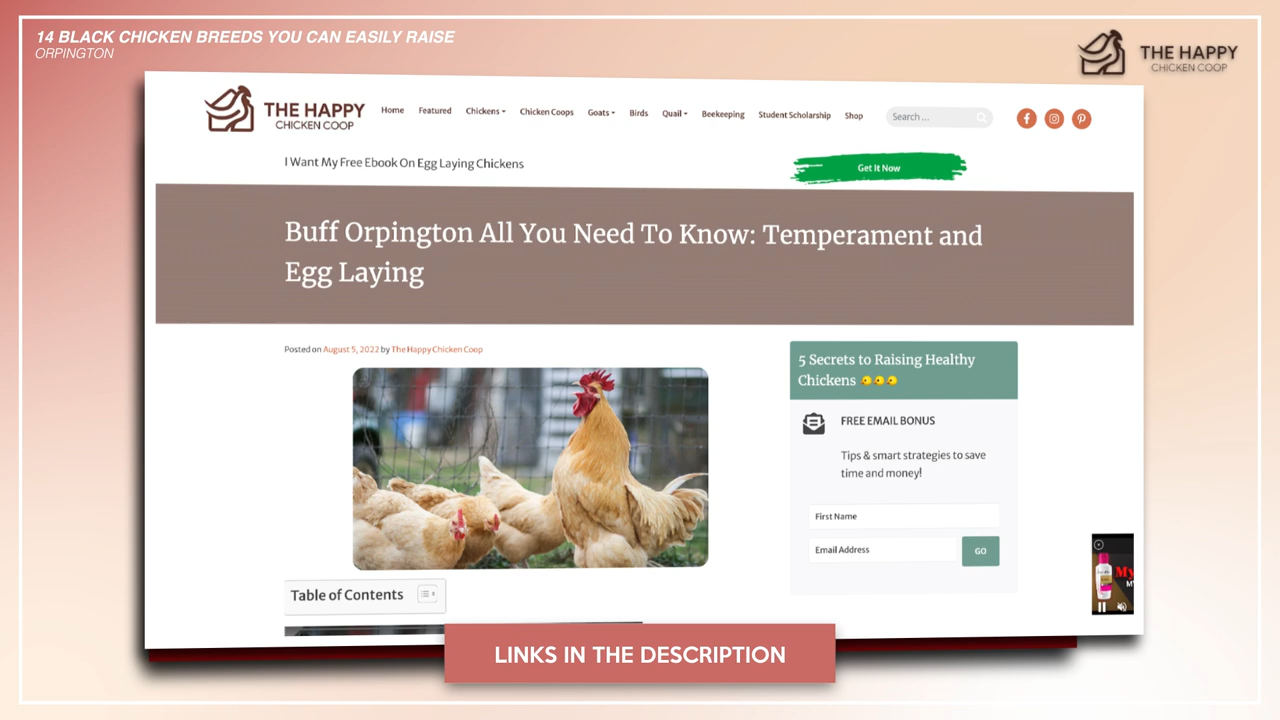 14 BLACK CHICKEN BREEDS YOU CAN EASILY RAISE
ORPINGTON
THE HAPPY
CHICKEN COOP
THE HAPPY
CHICKEN COOP
Home Featured Chickens Chicken Coops Goats Birds Quail Beekeeping Student Scholarship Shop
Search ...
I Want My Free Ebook On Egg Laying Chickens
Get It Now
Buff Orpington All You Need To Know: Temperament and
Egg Laying
Posted on August 5, 2022 by The Happy Chicken Coop
5 Secrets to Raising Healthy
Chickens
FREE EMAIL BONUS
Tips & smart strategies to save
time and money!
First Name
Email Address
GO
Table of Contents
LINKS IN THE DESCRIPTION